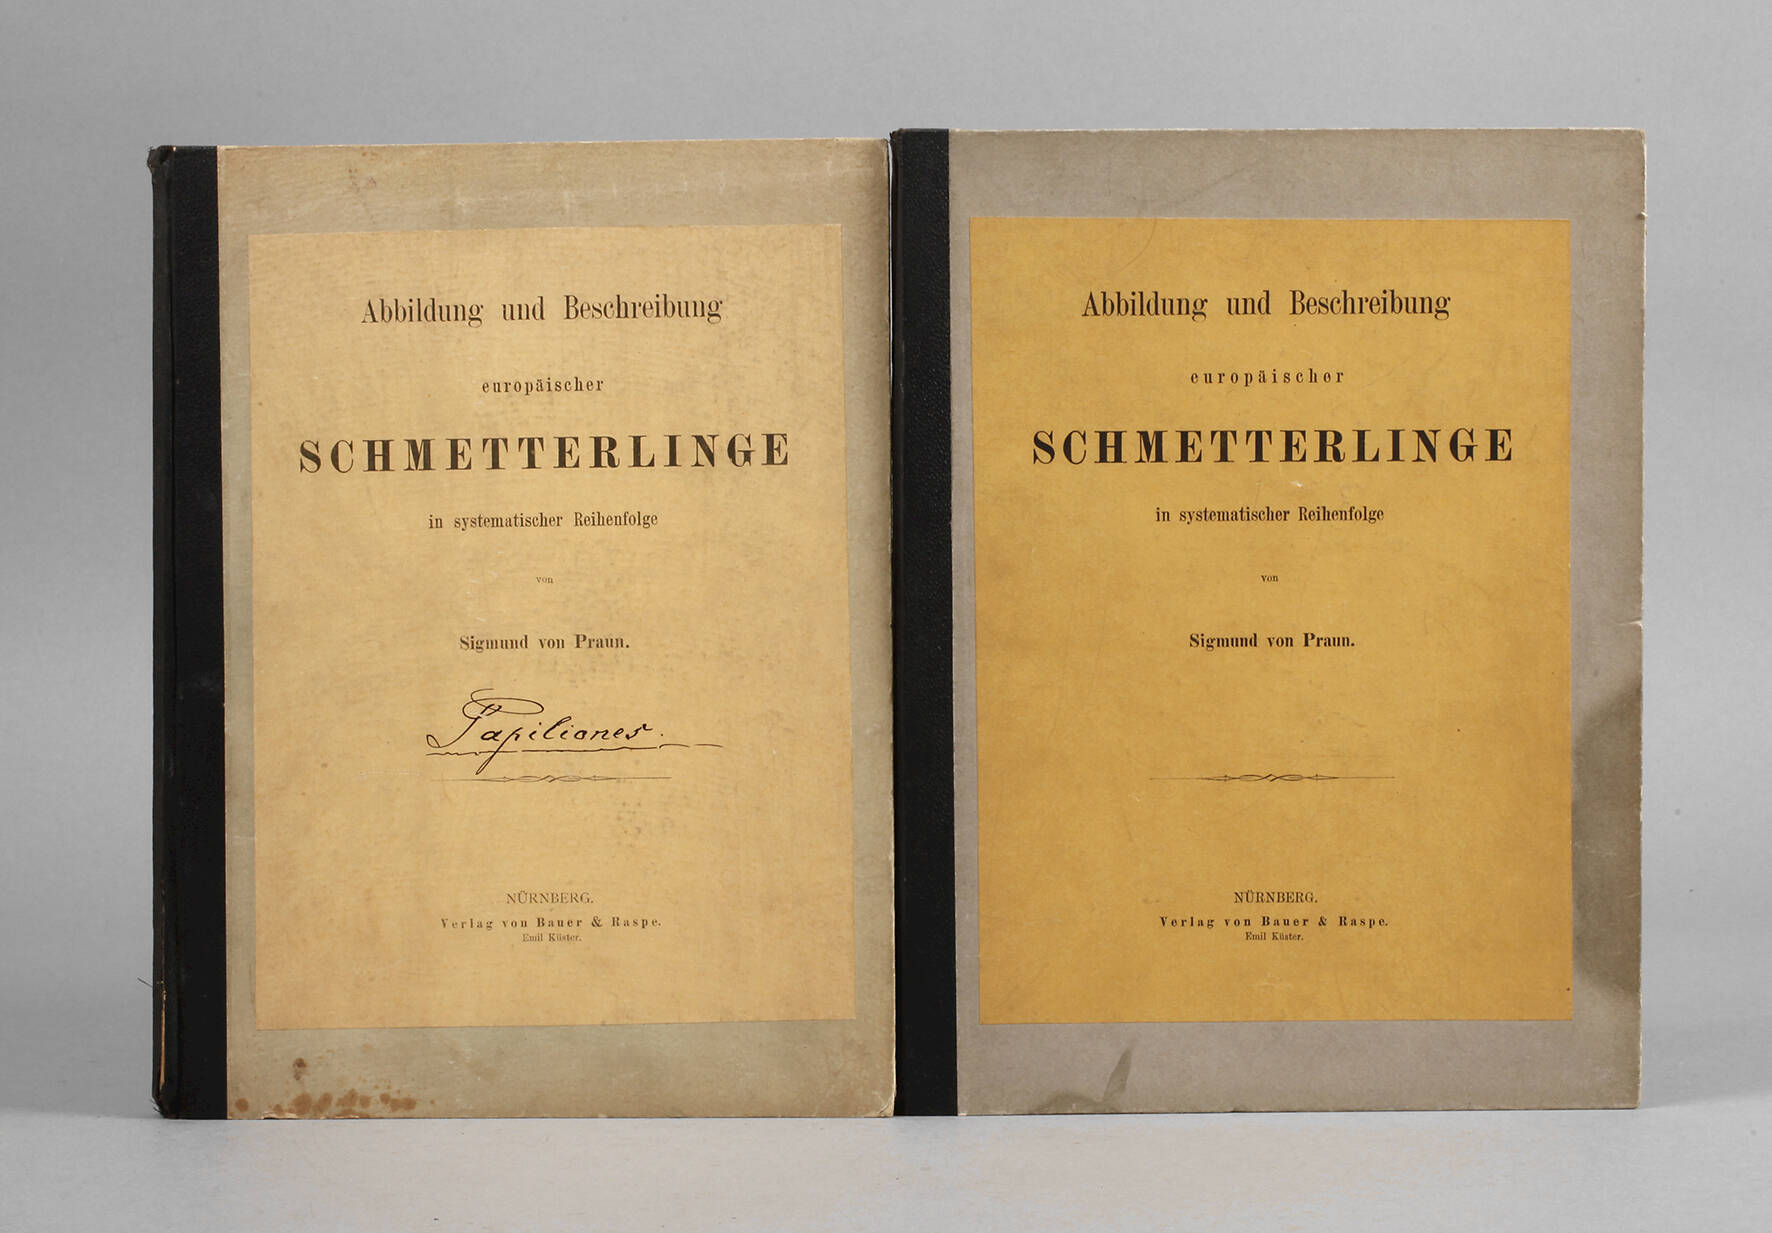 Abbildung und Beschreibung
europäischer
SCHMETTERLINGE
in systematischer Reihenfolge
von
Sigmund von Praun.
Papiliones.
NÜRNBERG.
Verlag von Bauer & Raspe.
Emil Küster.
Abbildung und Beschreibung
europäischer
SCHMETTERLINGE
in systematischer Reihenfolge
von
Sigmund von Praun.
NÜRNBERG.
Verlag von Bauer & Raspe.
Emil Küster.